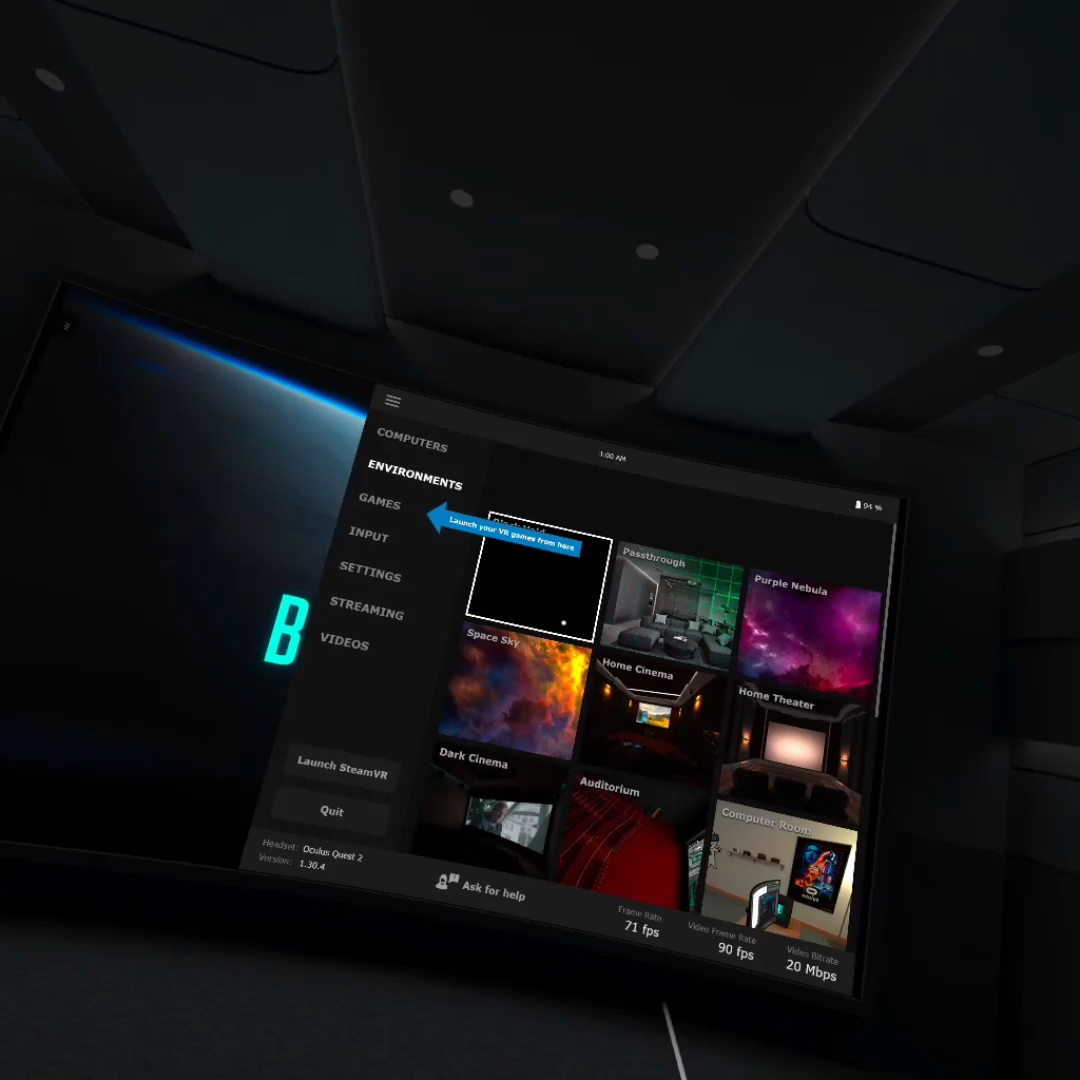 1:00 AM
94 %
COMPUTERS
ENVIRONMENTS
GAMES
INPUT
SETTINGS
STREAMING
VIDEOS
Launch your VR games from here
Passthrough
Purple Nebula
Space Sky
Home Cinema
Home Theater
Dark Cinema
Auditorium
Computer Room
B
Launch SteamVR
Quit
Headset: Oculus Quest 2
Version: 1.30.4
Ask for help
Frame Rate
71 fps
Video Frame Rate
90 fps
Video Bitrate
20 Mbps